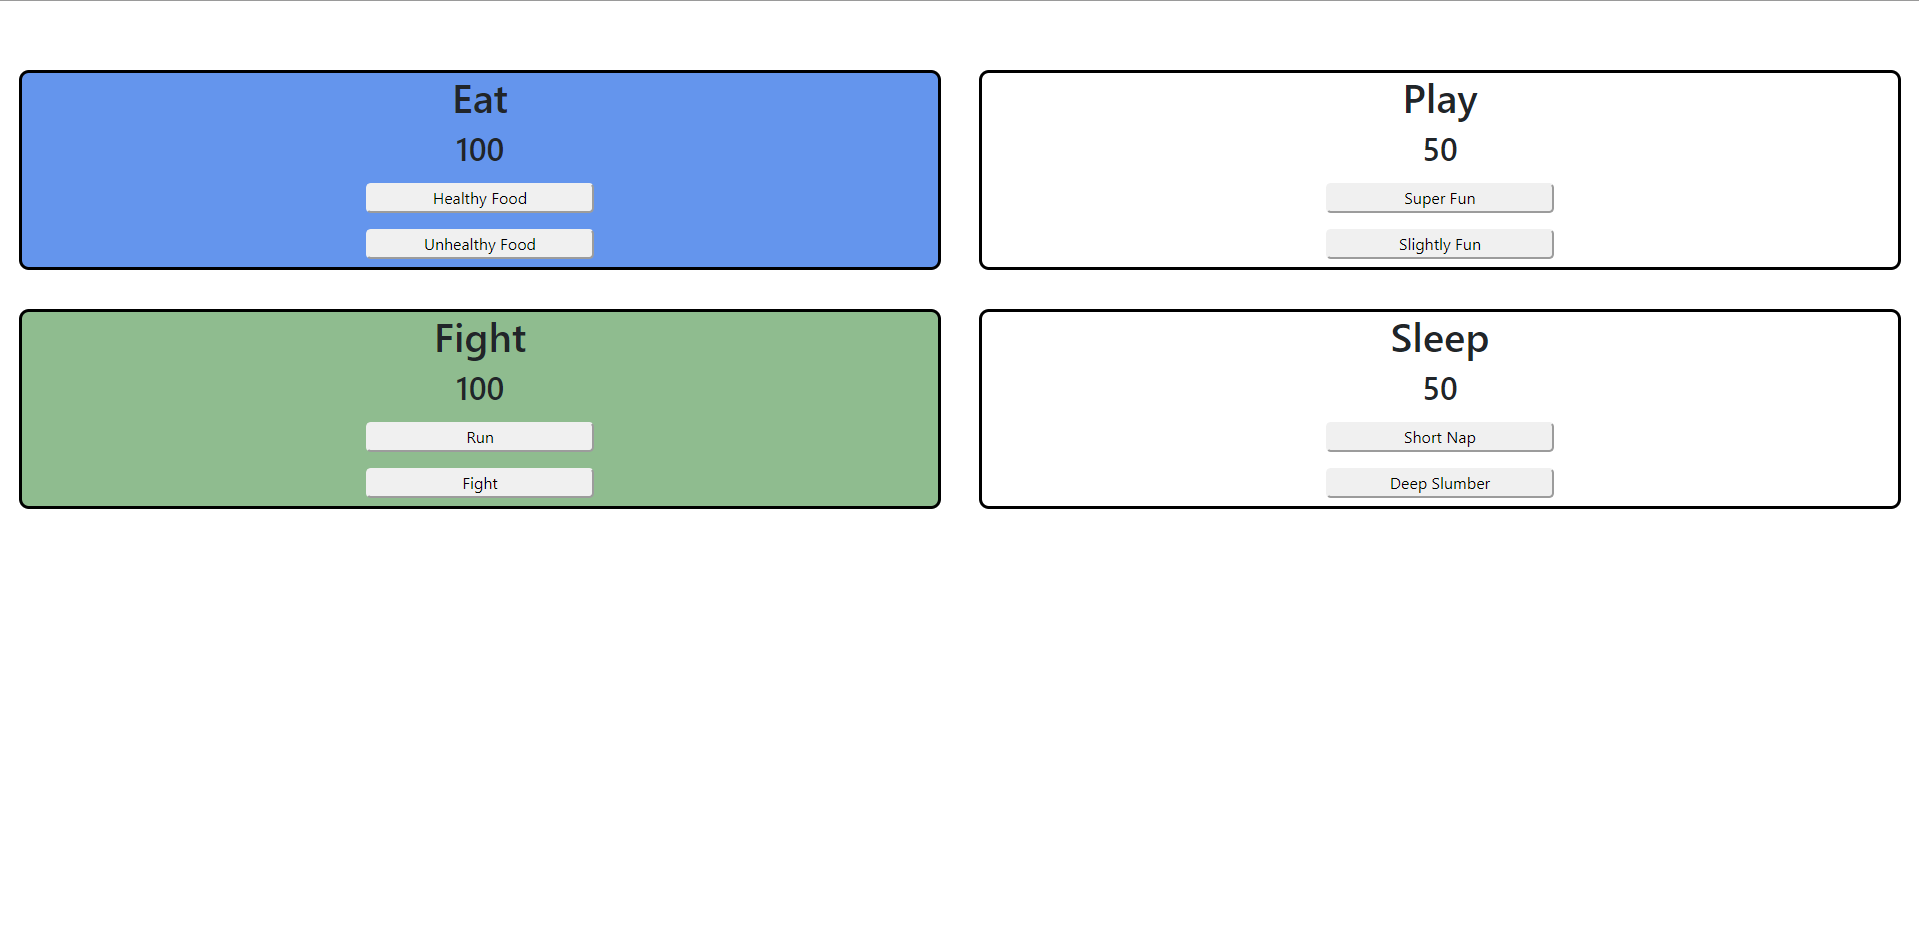 Eat
100
Healthy Food
Unhealthy Food
Play
50
Super Fun
Slightly Fun
Fight
100
Run
Fight
Sleep
50
Short Nap
Deep Slumber